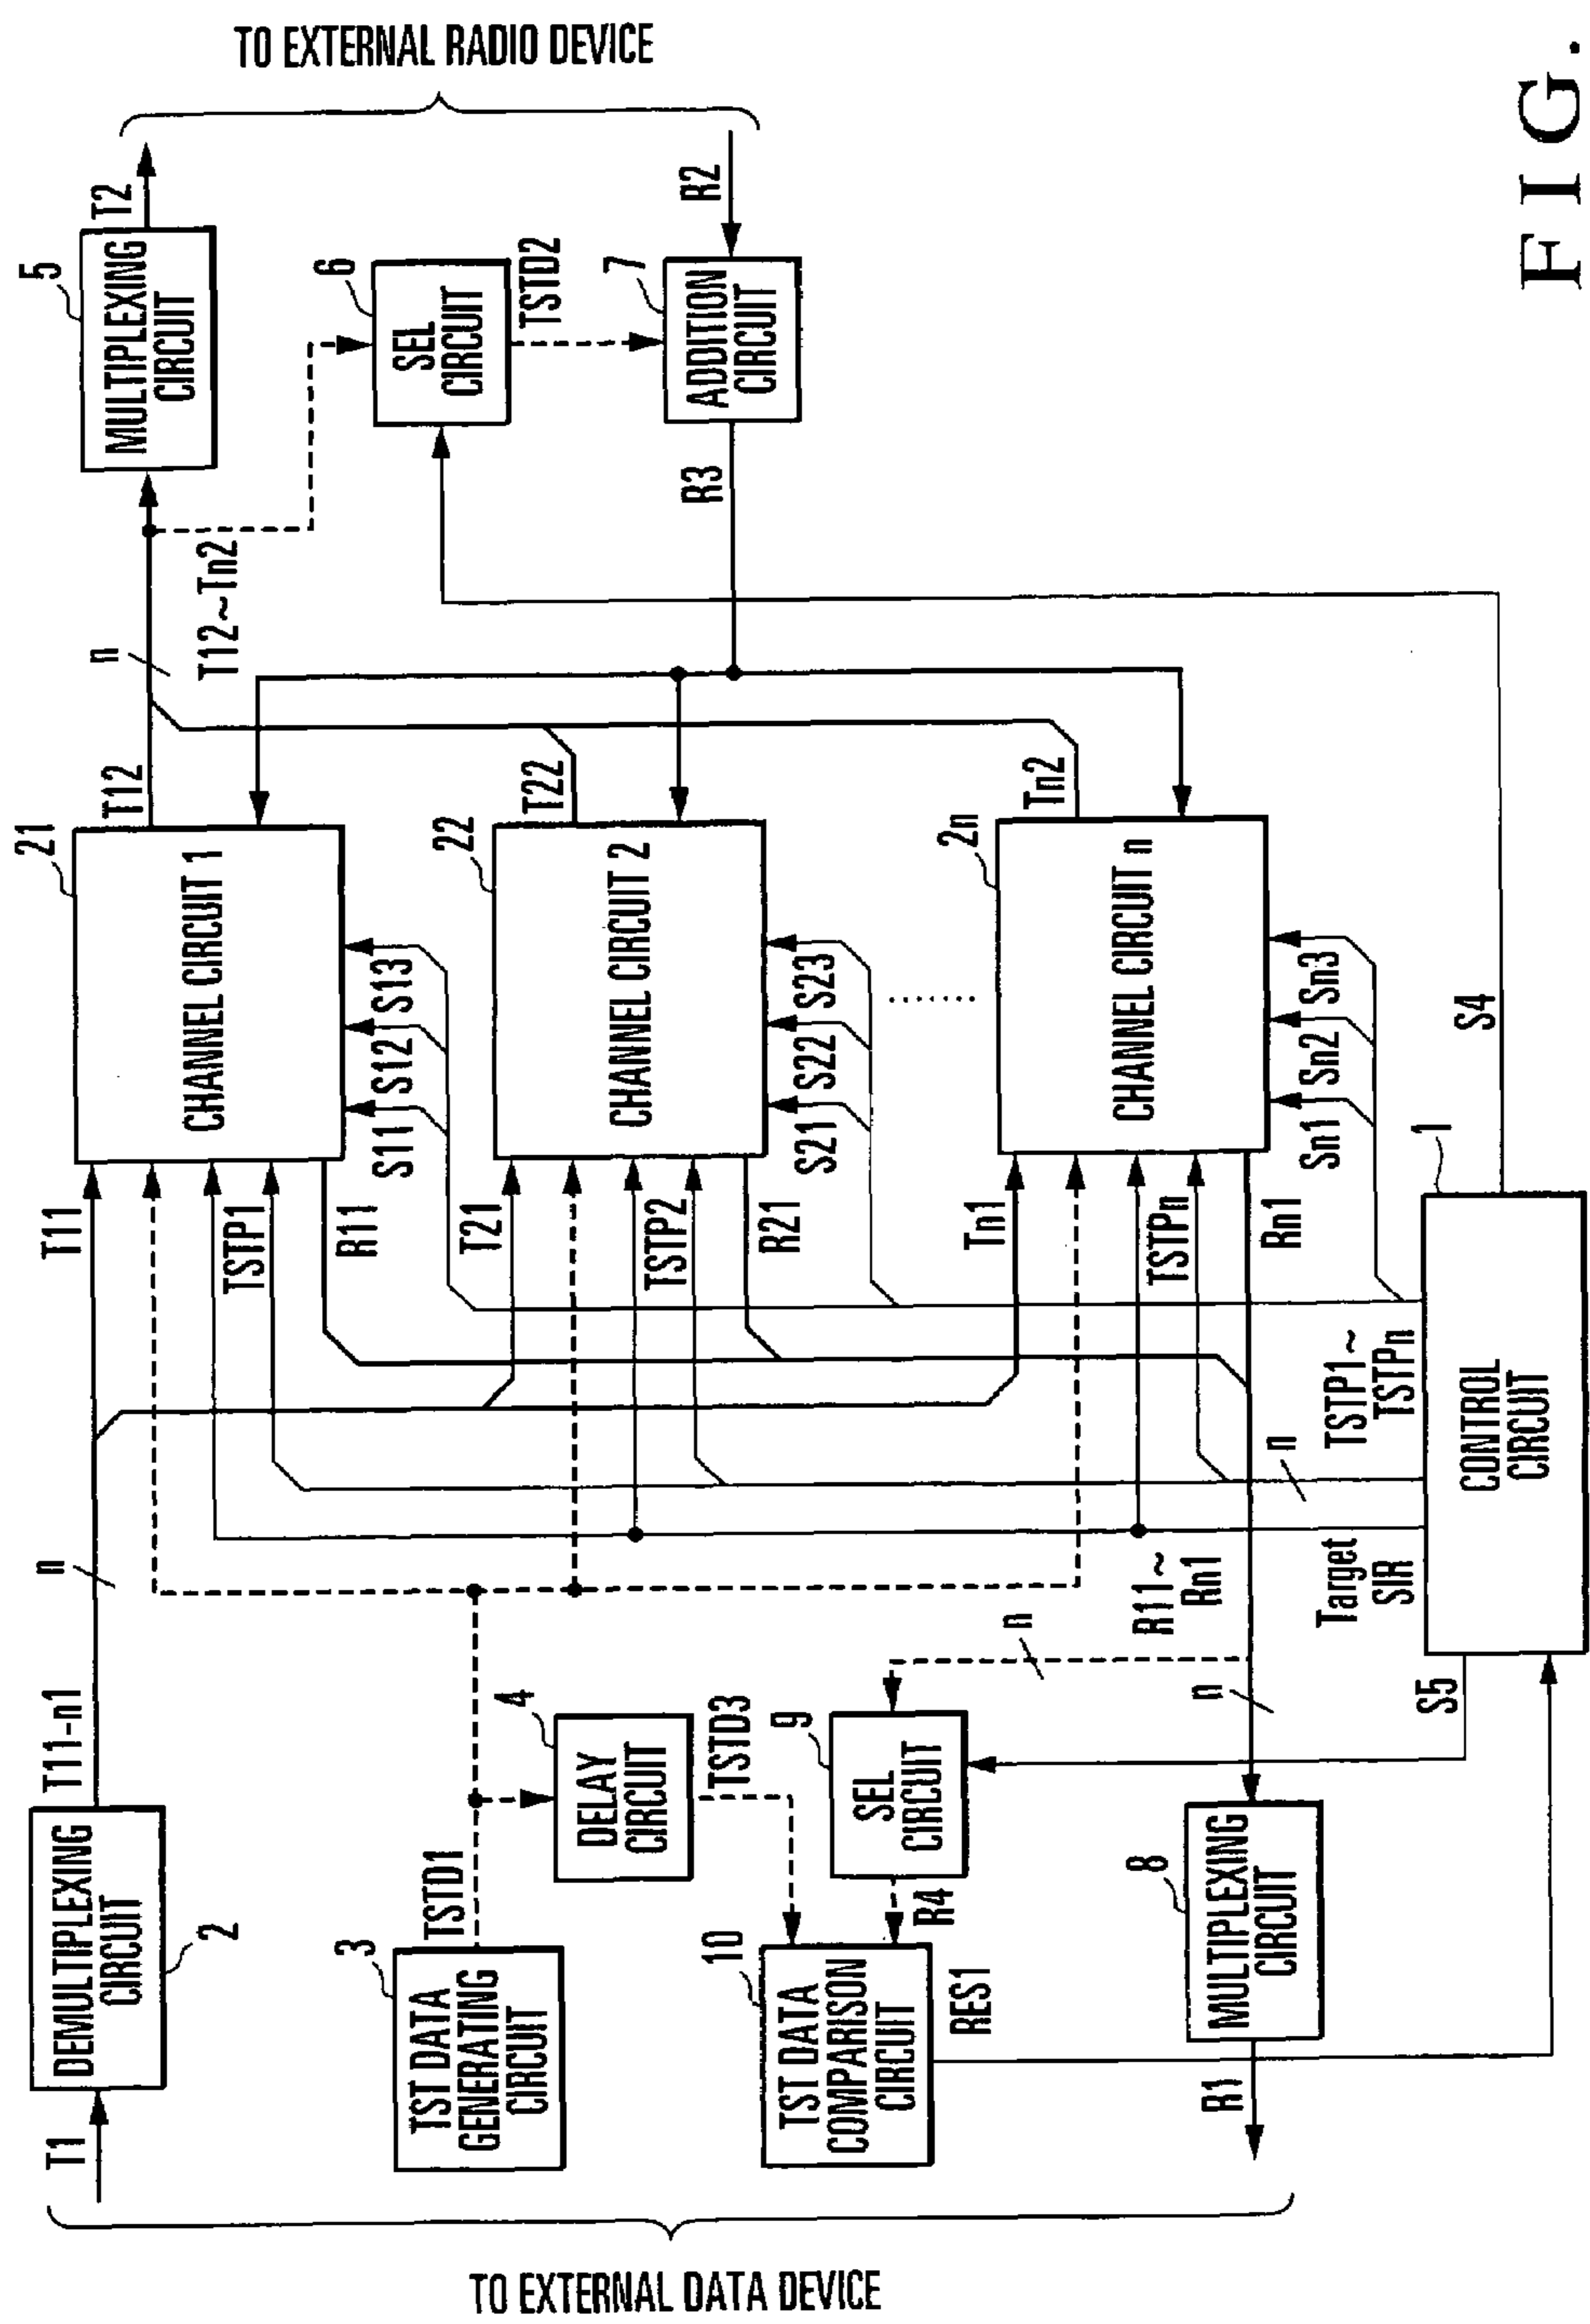 TO EXTERNAL RADIO DEVICE
T2
5
MULTIPLEXING
CIRCUIT
6
SEL
CIRCUIT
TSTD2
7
ADDITION
CIRCUIT
R2
R3
n
T12~Tn2
T12
T22
Tn2
21
CHANNEL CIRCUIT 1
S11
S12
S13
22
CHANNEL CIRCUIT 2
S21
S22
S23
2n
CHANNEL CIRCUIT n
Sn1
Sn2
Sn3
S4
T11
TSTP1
R11
T21
TSTP2
R21
Tn1
TSTPn
Rn1
1
CONTROL
CIRCUIT
TSTP1~
TSTPn
n
Target
SIR
S5
n
T11-n1
R11~
Rn1
n
n
4
DELAY
CIRCUIT
TSTD3
9
SEL
CIRCUIT
R4
8
MULTIPLEXING
CIRCUIT
R1
DEMULTIPLEXING
CIRCUIT
2
T1
3
TST DATA
GENERATING
CIRCUIT
TSTD1
10
TST DATA
COMPARISON
CIRCUIT
RES1
TO EXTERNAL DATA DEVICE
FIG.